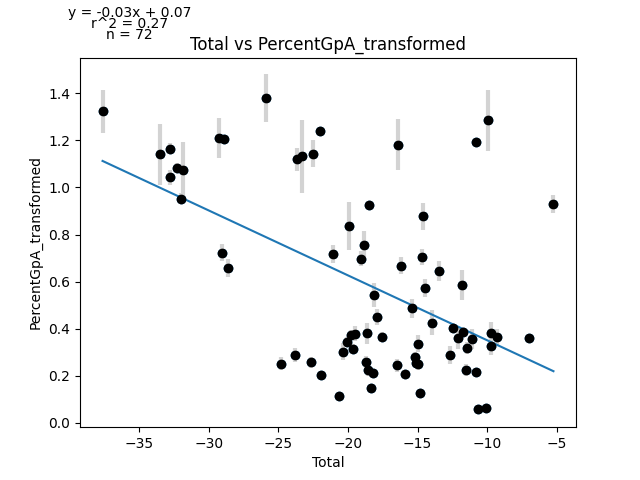 y = -0.03x + 0.07
r^2 = 0.27
n = 72
Total vs PercentGpA_transformed
PercentGpA_transformed
1.4
1.2
1.0
0.8
0.6
0.4
0.2
0.0
−35 −30 −25 −20 −15 −10 −5
Total